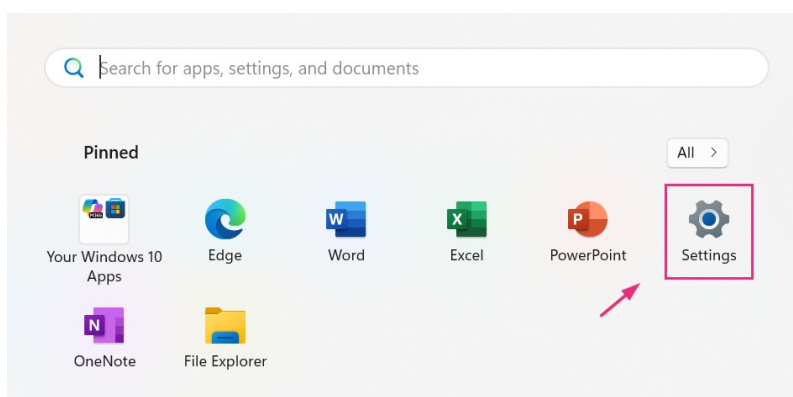 Search for apps, settings, and documents
Pinned
All >
Your Windows 10
Apps
Edge
Word
Excel
PowerPoint
Settings
OneNote
File Explorer
W
X
P
N